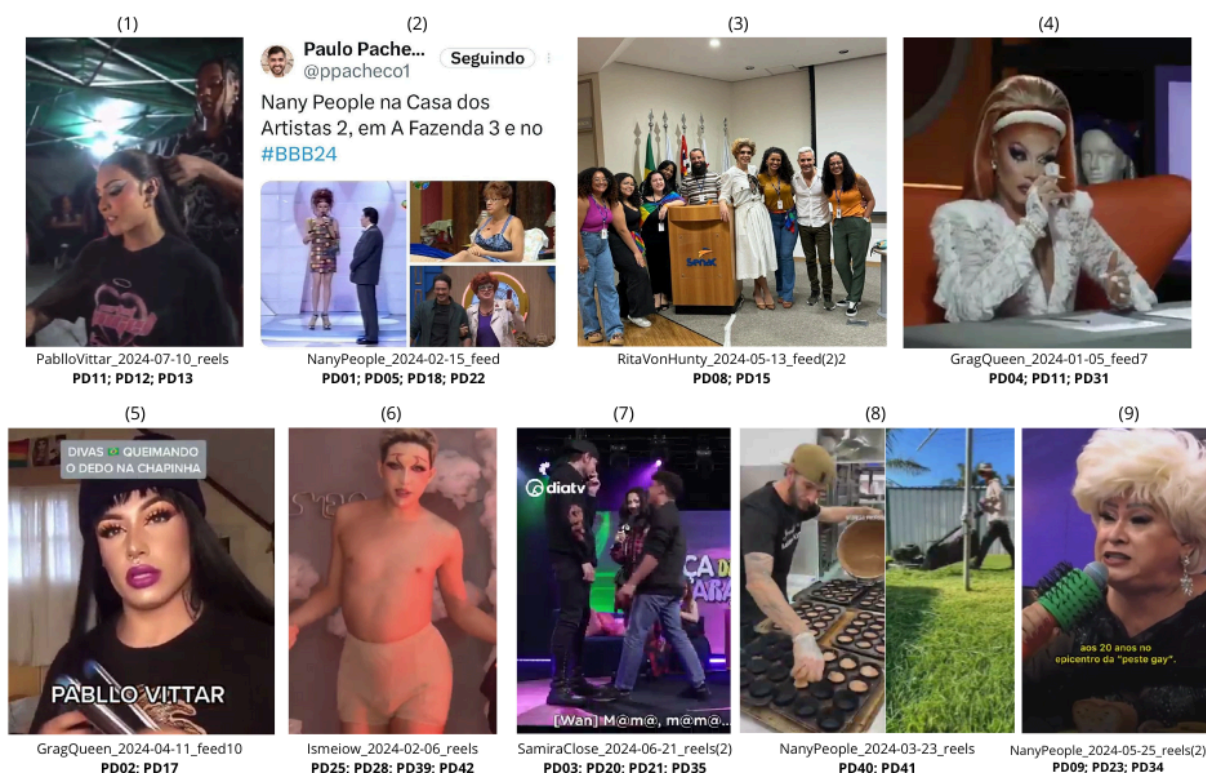 (1)
(2)
(3)
(4)
Paulo Pache...
@ppacheco1
Seguindo
Nany People na Casa dos
Artistas 2, em A Fazenda 3 e no
#BBB24
senac
PablloVittar_2024-07-10_reels
PD11; PD12; PD13
NanyPeople_2024-02-15_feed
PD01; PD05; PD18; PD22
RitaVonHunty_2024-05-13_feed(2)2
PD08; PD15
GragQueen_2024-01-05_feed7
PD04; PD11; PD31
(5)
(6)
(7)
(8)
(9)
DIVAS 🇧🇷 QUEIMANDO
O DEDO NA CHAPINHA
PABLLO VITTAR
diatv
[Wan] M@m@, m@m@...
aos 20 anos no
epicentro da "peste gay".
GragQueen_2024-04-11_feed10
PD02; PD17
Ismeiow_2024-02-06_reels
PD25; PD28; PD39; PD42
SamiraClose_2024-06-21_reels(2)
PD03; PD20; PD21; PD35
NanyPeople_2024-03-23_reels
PD40; PD41
NanyPeople_2024-05-25_reels(2)
PD09; PD23; PD34